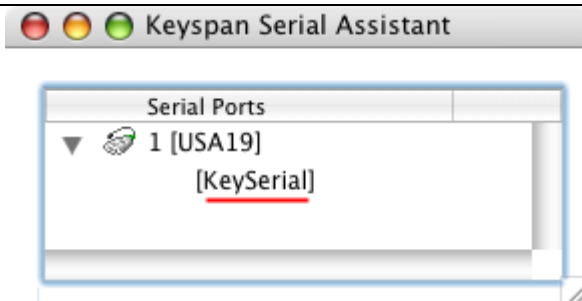 Keyspan Serial Assistant
Serial Ports
1 [USA19]
[KeySerial]